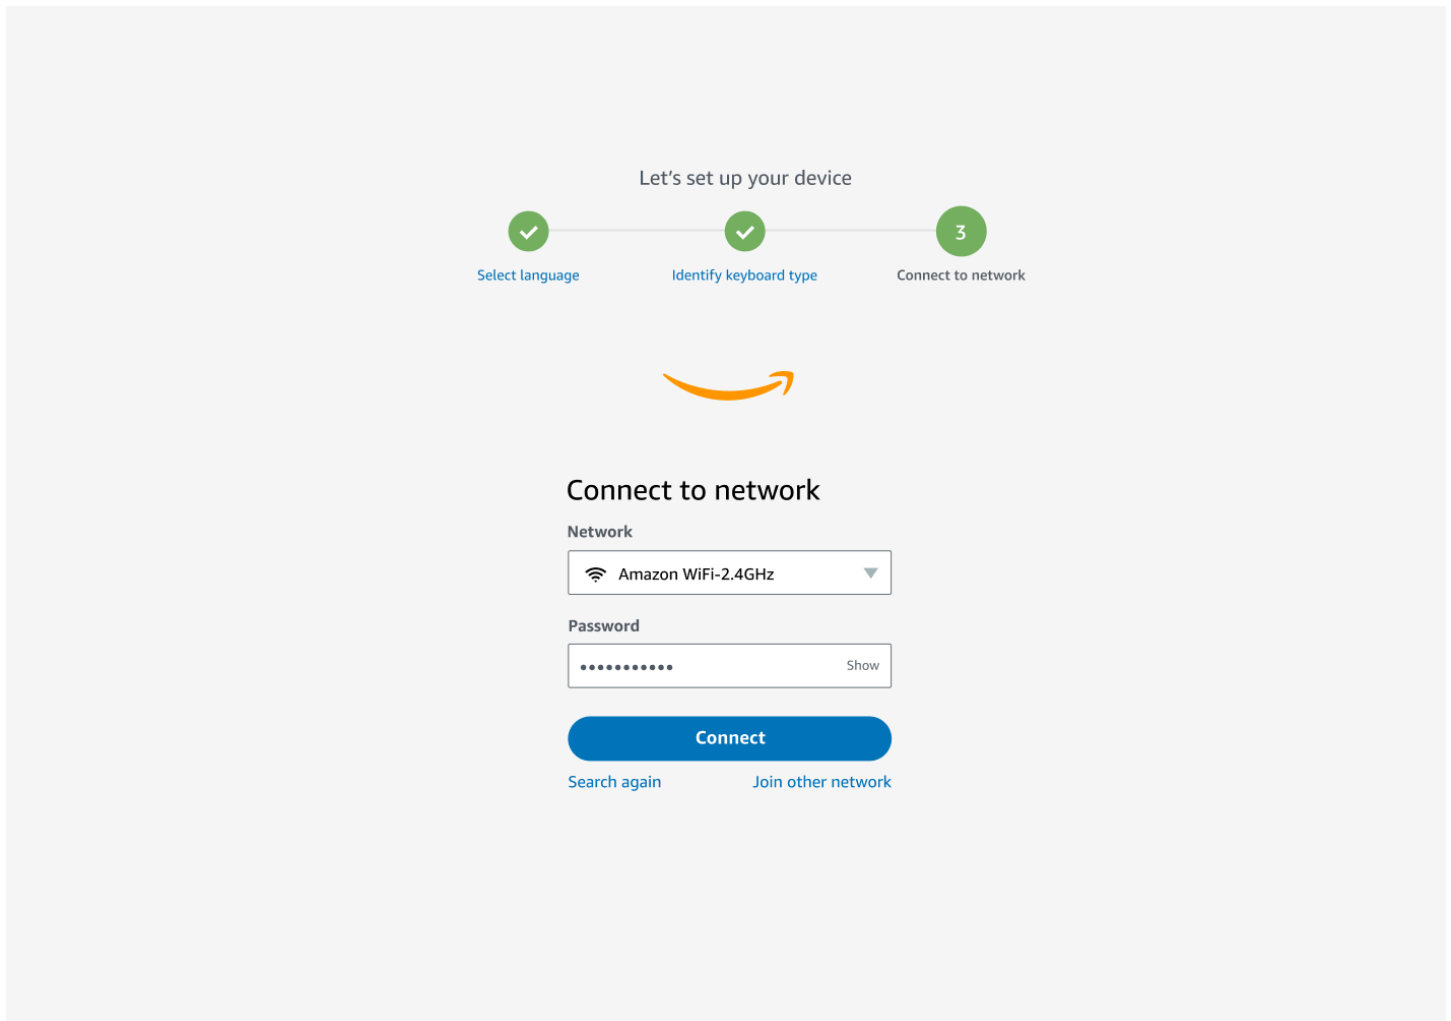 Let's set up your device
3
Select language
Identify keyboard type
Connect to network
Connect to network
Network
Amazon WiFi-2.4GHz
Password
••••••••••• Show
Connect
Search again
Join other network